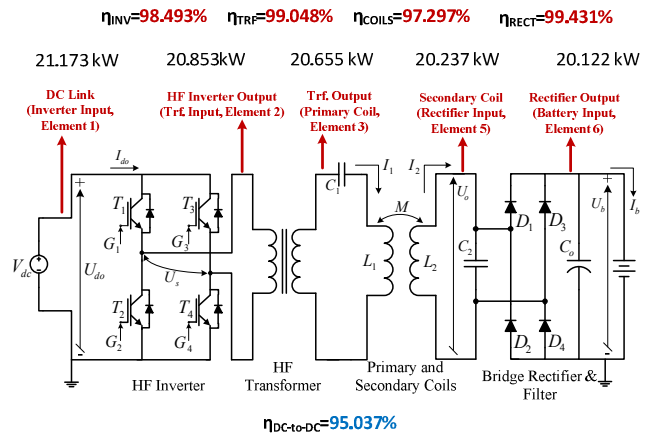 ηINV=98.493% ηTRF=99.048% ηCOILS=97.297% ηRECT=99.431%
21.173 kW 20.853kW 20.655 kW 20.237 kW 20.122 kW
DC Link
(Inverter Input,
Element 1)
HF Inverter Output
(Trf. Input, Element 2)
Trf. Output
(Primary Coil,
Element 3)
Secondary Coil
(Rectifier Input,
Element 5)
Rectifier Output
(Battery Input,
Element 6)
Ido
I1
I2
Ib
+
T1
T3
C1
M
Uo
D1
D3
Ub
+
G1
G3
Vdc
Udo
Us
L1
L2
C2
Co
T2
T4
G2
G4
D2
D4
-
-
HF Inverter
HF
Transformer
Primary and
Secondary Coils
Bridge Rectifier &
Filter
ηDC-to-DC=95.037%